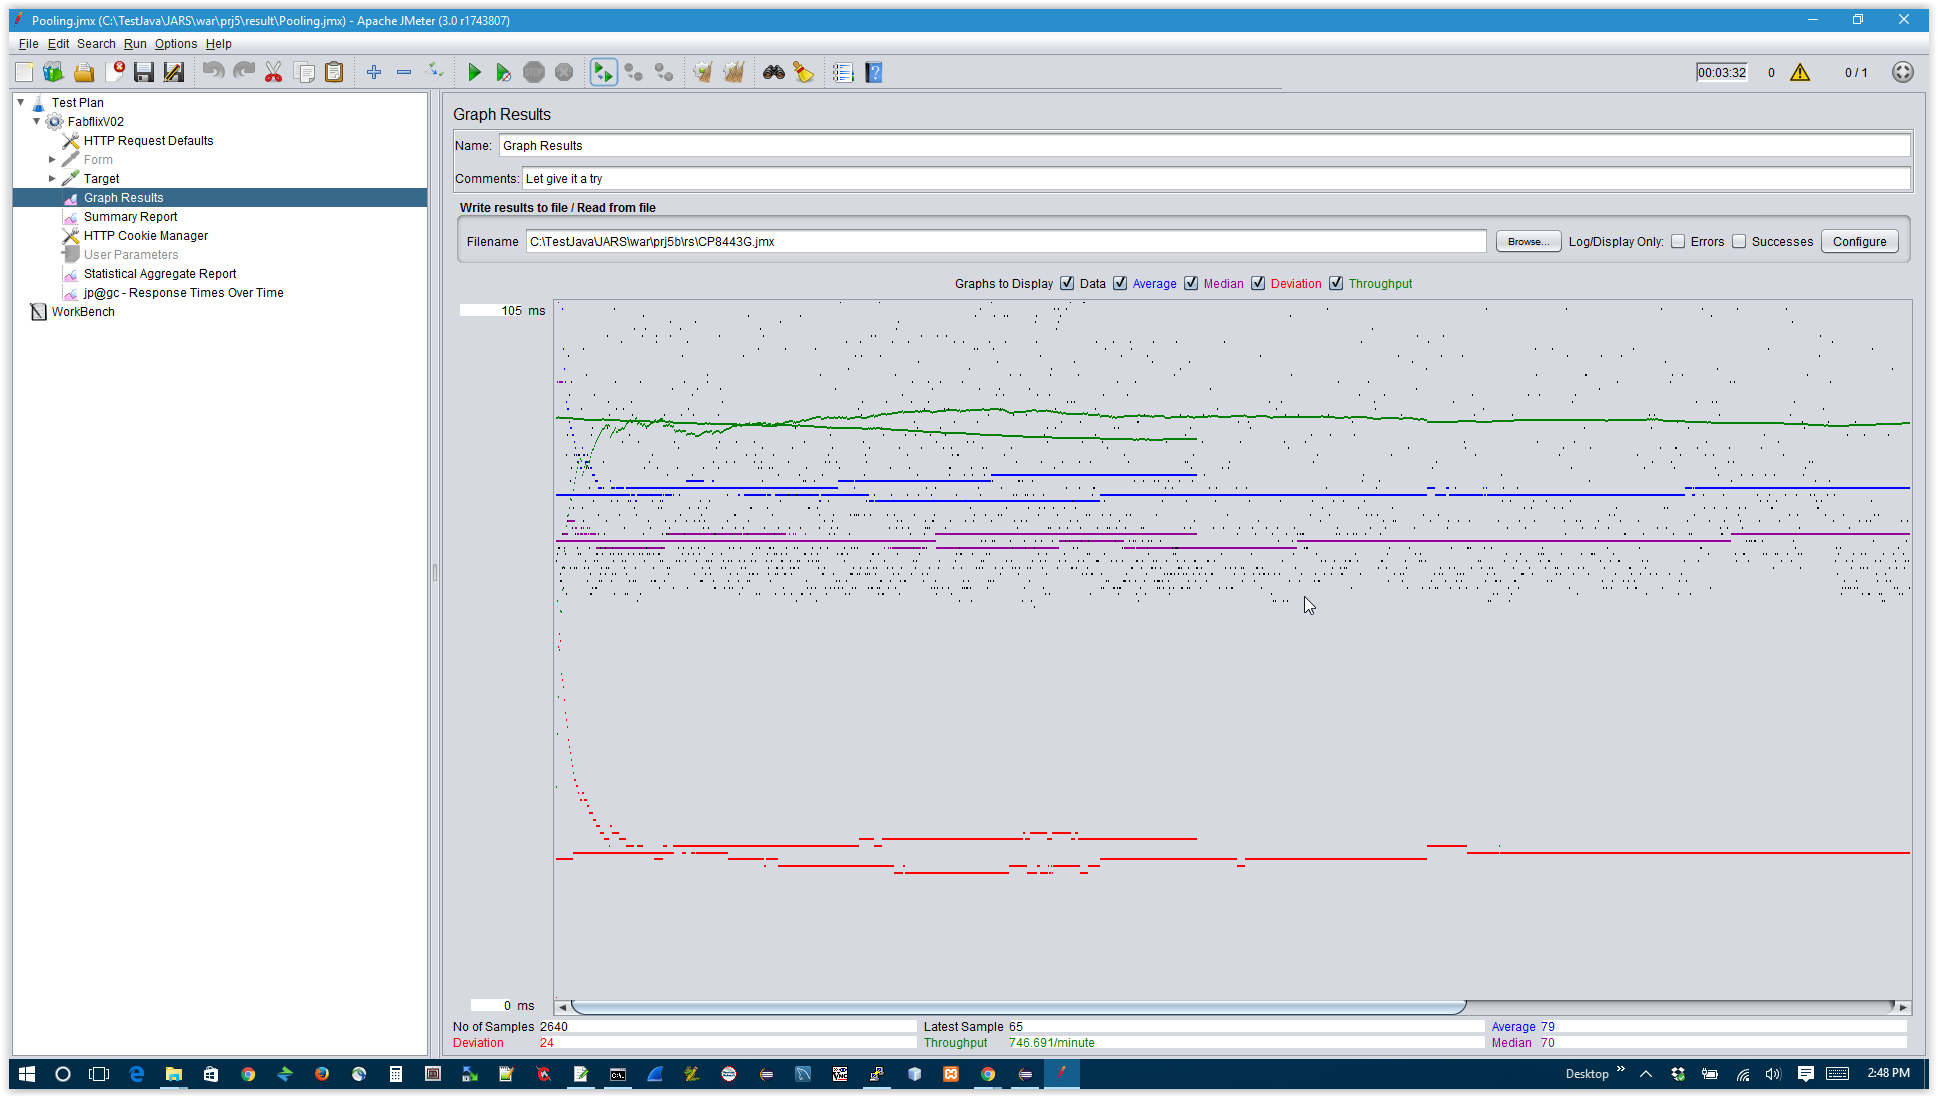 Pooling.jmx (C:\TestJava\JARS\war\prj5\result\Pooling.jmx) - Apache JMeter (3.0 r1743807)
File Edit Search Run Options Help
00:03:32 0 0 / 1
Test Plan
FabflixV02
HTTP Request Defaults
Form
Target
Graph Results
Summary Report
HTTP Cookie Manager
User Parameters
Statistical Aggregate Report
jp@gc - Response Times Over Time
WorkBench
Graph Results
Name: Graph Results
Comments: Let give it a try
Write results to file / Read from file
Filename C:\TestJava\JARS\war\prj5b\rs\CP8443G.jmx Browse... Log/Display Only: Errors Successes Configure
Graphs to Display Data Average Median Deviation Throughput
105 ms
0 ms
No of Samples 2640 Latest Sample 65 Average 79
Deviation 24 Throughput 746.691/minute Median 70
Desktop 2:48 PM